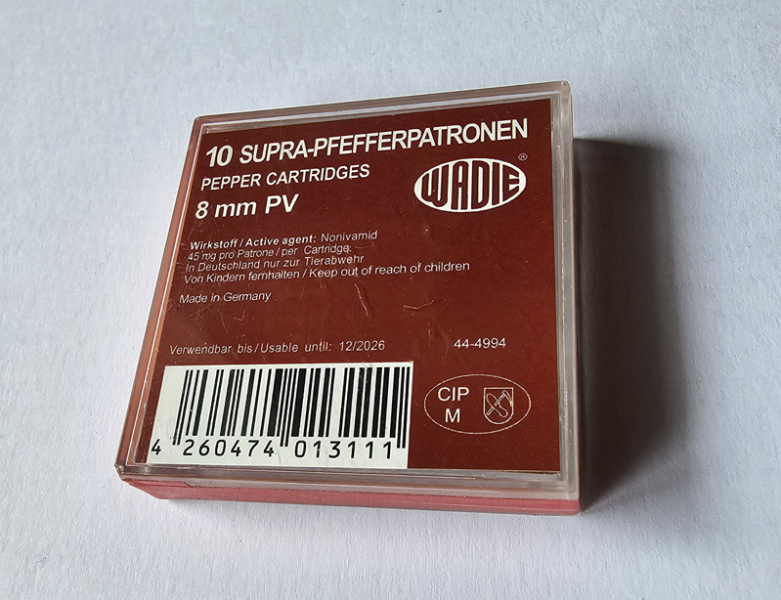 10 SUPRA-PFEFFERPATRONEN
PEPPER CARTRIDGES
WADIE®
8 mm PV
Wirkstoff / Active agent: Nonivamid
45 mg pro Patrone / per Cartridge.
In Deutschland nur zur Tierabwehr
Von Kindern fernhalten / Keep out of reach of children
Made in Germany
Verwendbar bis / Usable until: 12/2026
44-4994
CIP
M
4 260474 013111